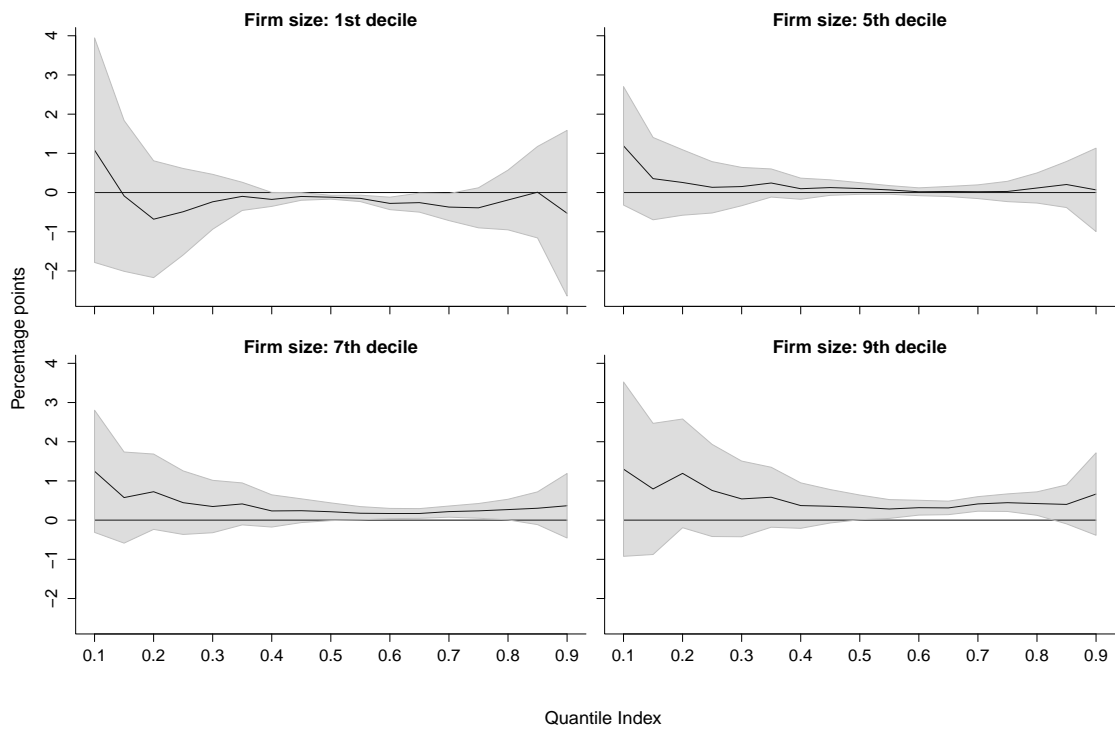 Firm size: 1st decile
Firm size: 5th decile
4
3
2
1
0
−1
−2
Firm size: 7th decile
Firm size: 9th decile
4
3
2
1
0
−1
−2
Percentage points
0.1 0.2 0.3 0.4 0.5 0.6 0.7 0.8 0.9
0.1 0.2 0.3 0.4 0.5 0.6 0.7 0.8 0.9
Quantile Index